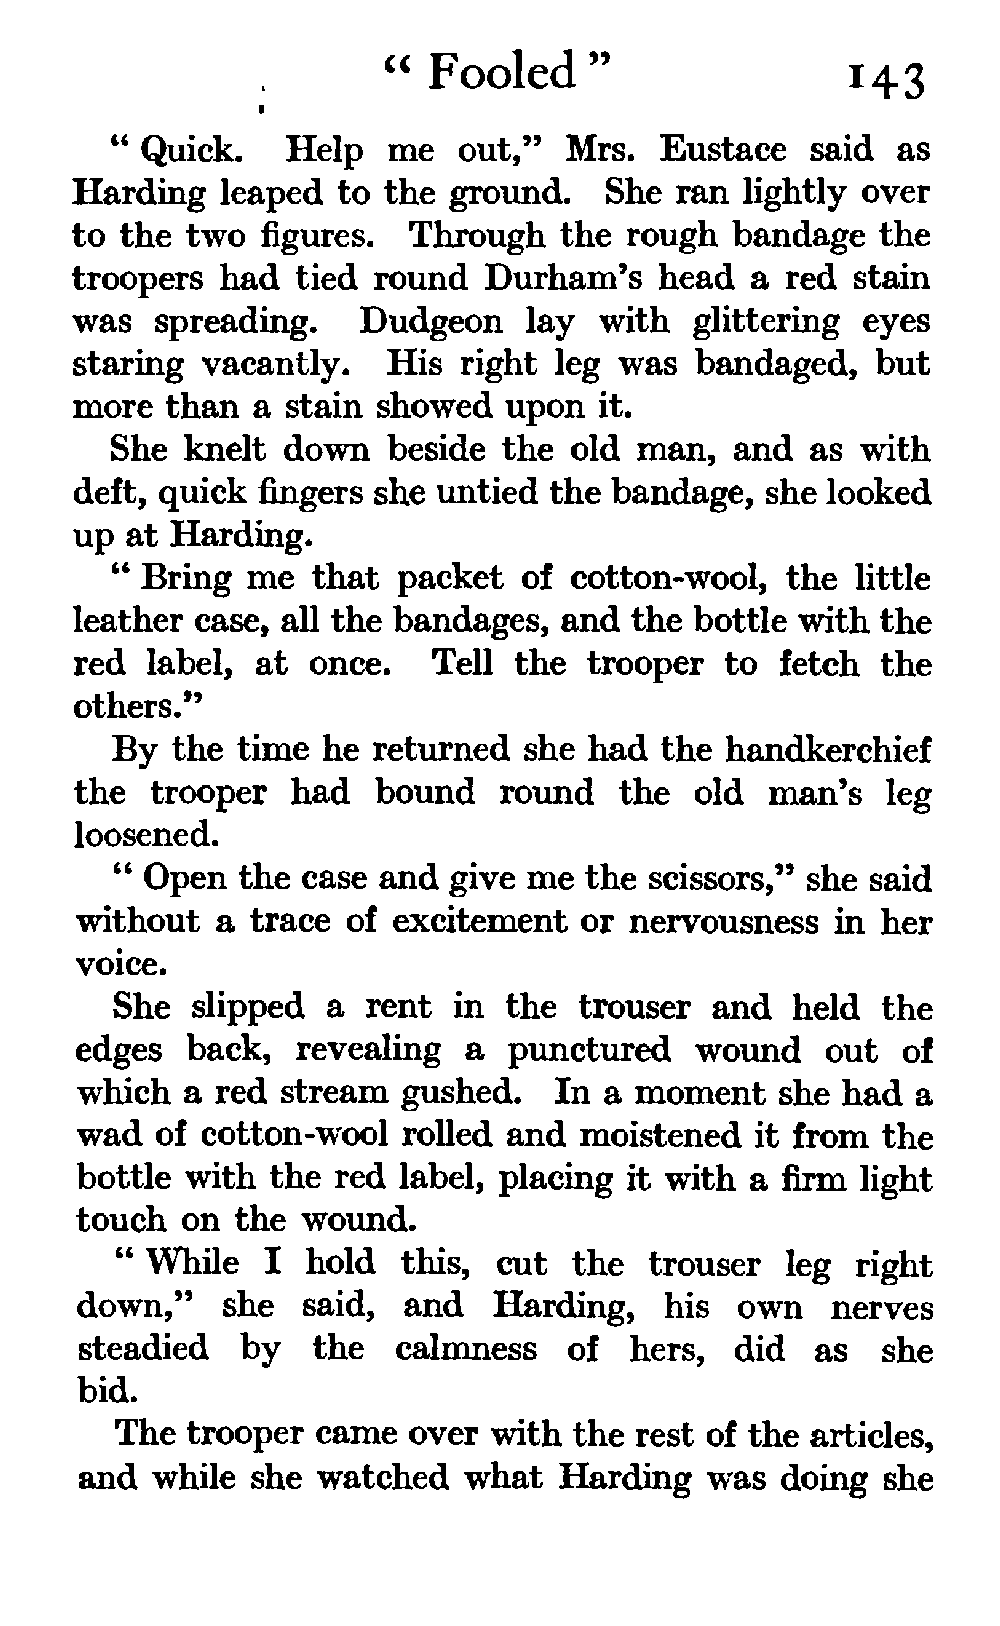 “ Fooled ” 143
“ Quick. Help me out,” Mrs. Eustace said as
Harding leaped to the ground. She ran lightly over
to the two figures. Through the rough bandage the
troopers had tied round Durham’s head a red stain
was spreading. Dudgeon lay with glittering eyes
staring vacantly. His right leg was bandaged, but
more than a stain showed upon it.
She knelt down beside the old man, and as with
deft, quick fingers she untied the bandage, she looked
up at Harding.
“ Bring me that packet of cotton-wool, the little
leather case, all the bandages, and the bottle with the
red label, at once. Tell the trooper to fetch the
others.”
By the time he returned she had the handkerchief
the trooper had bound round the old man’s leg
loosened.
“ Open the case and give me the scissors,” she said
without a trace of excitement or nervousness in her
voice.
She slipped a rent in the trouser and held the
edges back, revealing a punctured wound out of
which a red stream gushed. In a moment she had a
wad of cotton-wool rolled and moistened it from the
bottle with the red label, placing it with a firm light
touch on the wound.
“ While I hold this, cut the trouser leg right
down,” she said, and Harding, his own nerves
steadied by the calmness of hers, did as she
bid.
The trooper came over with the rest of the articles,
and while she watched what Harding was doing she